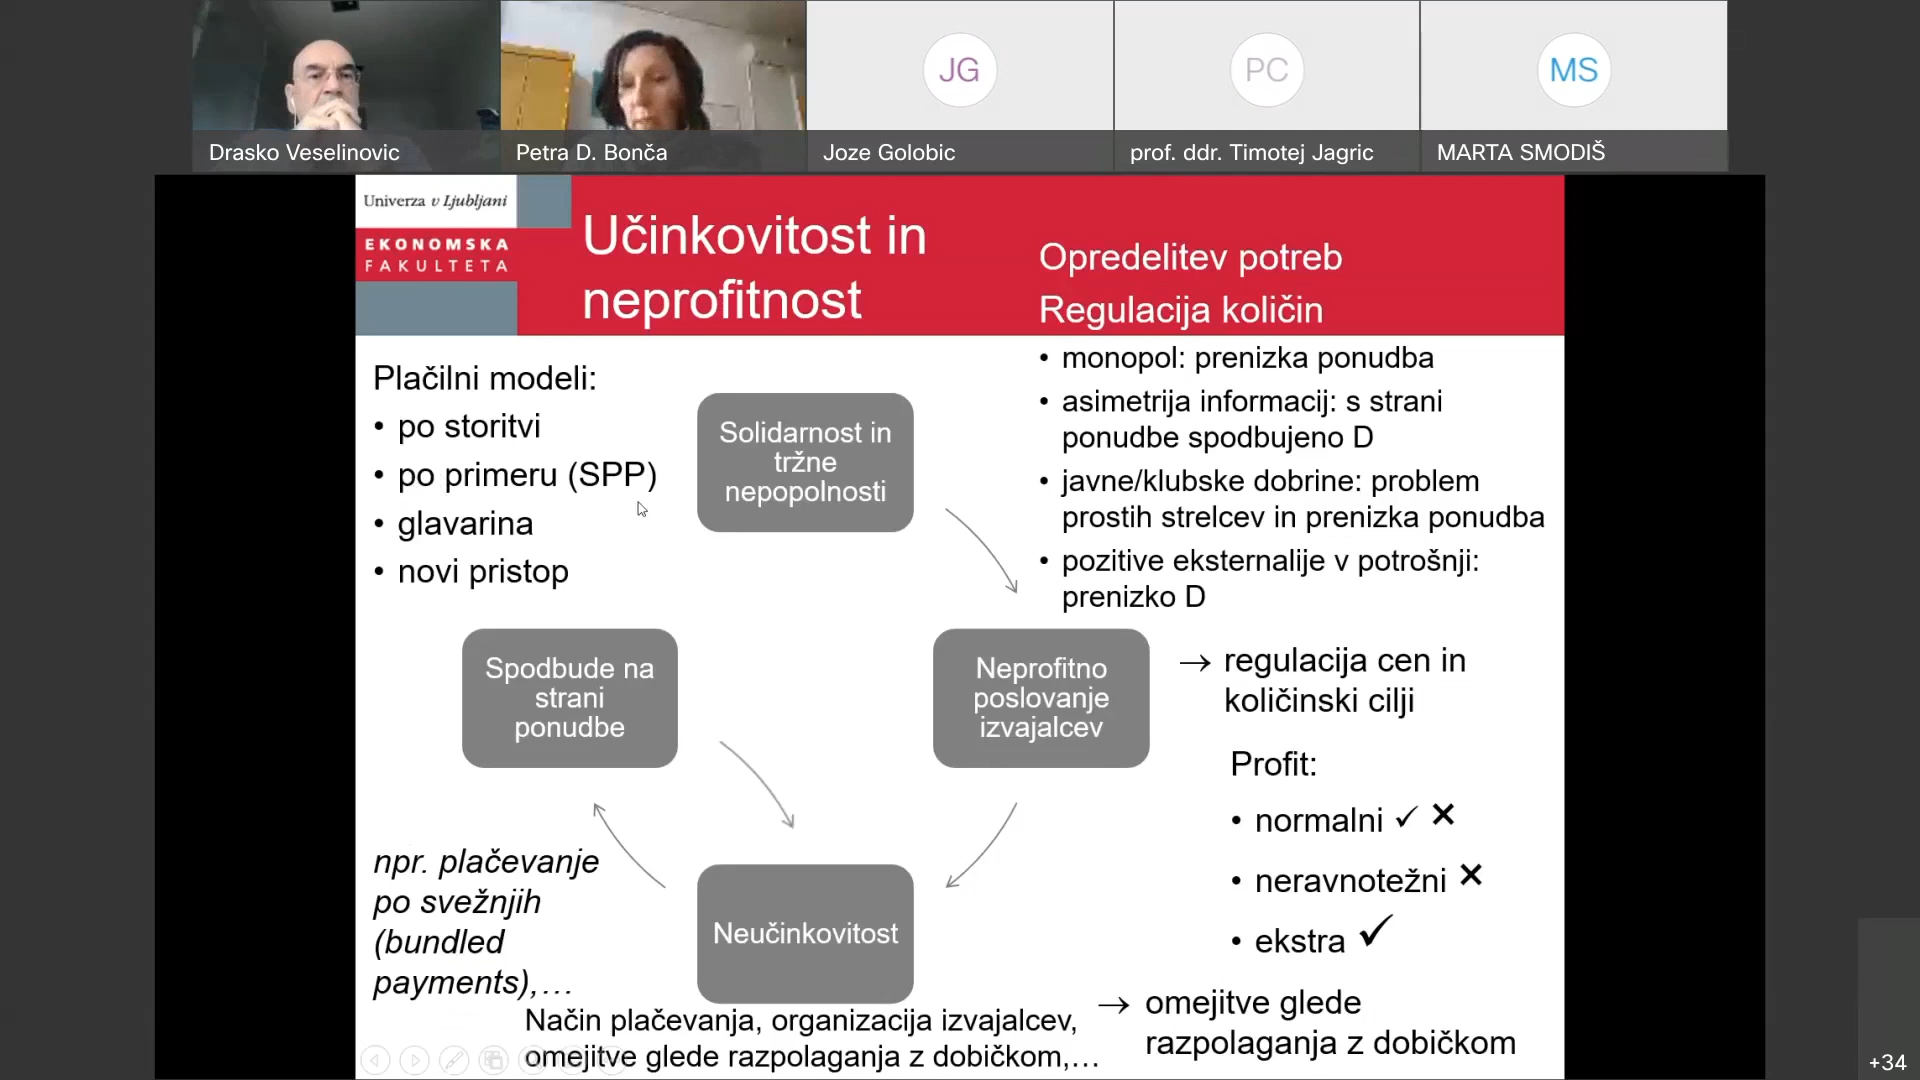 Drasko Veselinovic
Petra D. Bonča
JG
Joze Golobic
PC
prof. ddr. Timotej Jagric
MS
MARTA SMODIŠ
Univerza v Ljubljani
EKONOMSKA
FAKULTETA
Učinkovitost in
neprofitnost
Opredelitev potreb
Regulacija količin
Plačilni modeli:
• po storitvi
• po primeru (SPP)
• glavarina
• novi pristop
Solidarnost in
tržne
nepopolnosti
• monopol: prenizka ponudba
• asimetrija informacij: s strani
ponudbe spodbujeno D
• javne/klubske dobrine: problem
prostih strelcev in prenizka ponudba
• pozitive eksternalije v potrošnji:
prenizko D
Spodbude na
strani
ponudbe
Neprofitno
poslovanje
izvajalcev
→ regulacija cen in
količinski cilji
Profit:
• normalni ✓ ×
• neravnotežni ×
• ekstra ✓
npr. plačevanje
po svežnjih
(bundled
payments),…
Neučinkovitost
→ omejitve glede
razpolaganja z dobičkom
Način plačevanja, organizacija izvajalcev,
omejitve glede razpolaganja z dobičkom,…
+34